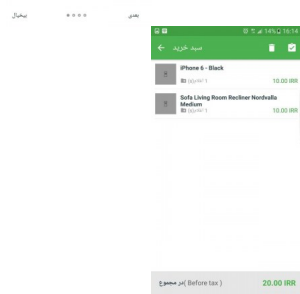 بیخیال
بعدی
14% 16:14
سبد خرید
iPhone 6 - Black
10.00 IRR
Sofa Living Room Recliner Nordvalla
Medium
10.00 IRR
در مجموع ( Before tax )
20.00 IRR